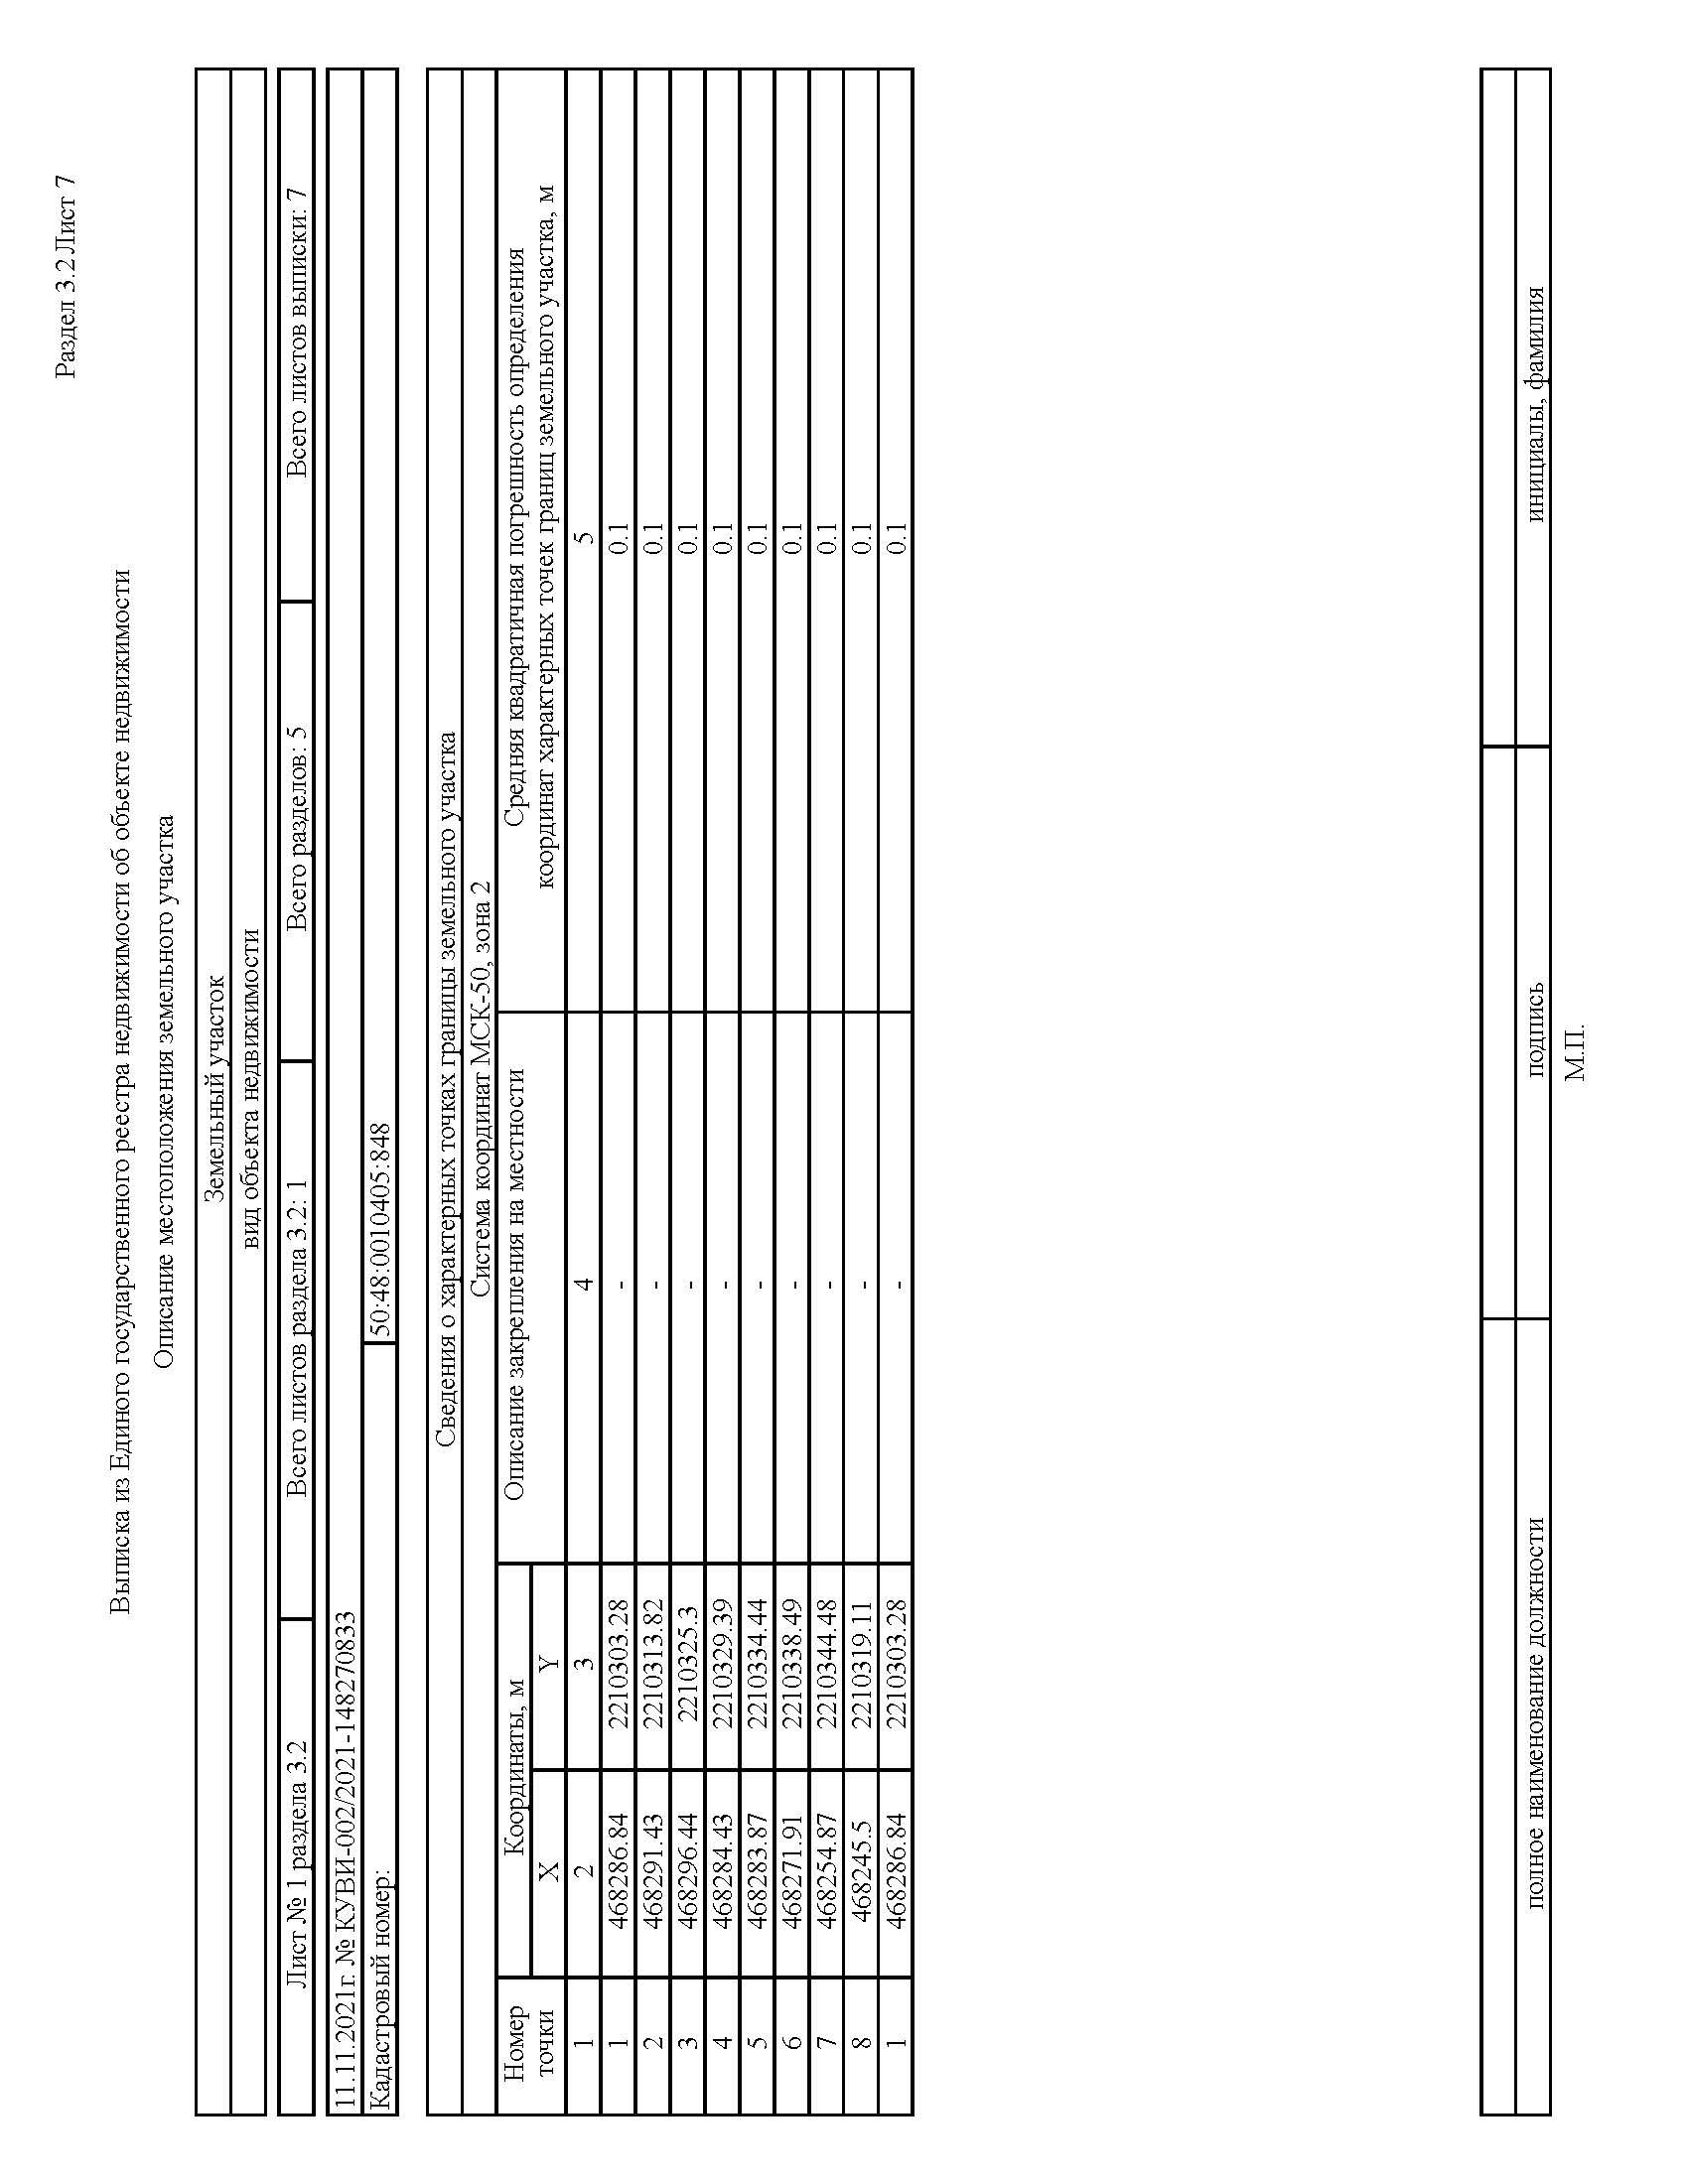 Раздел 3.2 Лист 7
Выписка из Единого государственного реестра недвижимости об объекте недвижимости
Описание местоположения земельного участка
Земельный участок
вид объекта недвижимости
Лист № 1 раздела 3.2 Всего листов раздела 3.2: 1 Всего разделов: 5 Всего листов выписки: 7
11.11.2021г. № КУВИ-002/2021-148270833
Кадастровый номер: 50:48:0010405:848
Сведения о характерных точках границы земельного участка
Система координат МСК-50, зона 2
Номер точки Координаты, м Описание закрепления на местности Средняя квадратичная погрешность определения
координат характерных точек границ земельного участка, м
X Y
1 2 3 4 5
1 468286.84 2210303.28 - 0.1
2 468291.43 2210313.82 - 0.1
3 468296.44 2210325.3 - 0.1
4 468284.43 2210329.39 - 0.1
5 468283.87 2210334.44 - 0.1
6 468271.91 2210338.49 - 0.1
7 468254.87 2210344.48 - 0.1
8 468245.5 2210319.11 - 0.1
1 468286.84 2210303.28 - 0.1
полное наименование должности подпись инициалы, фамилия
М.П.